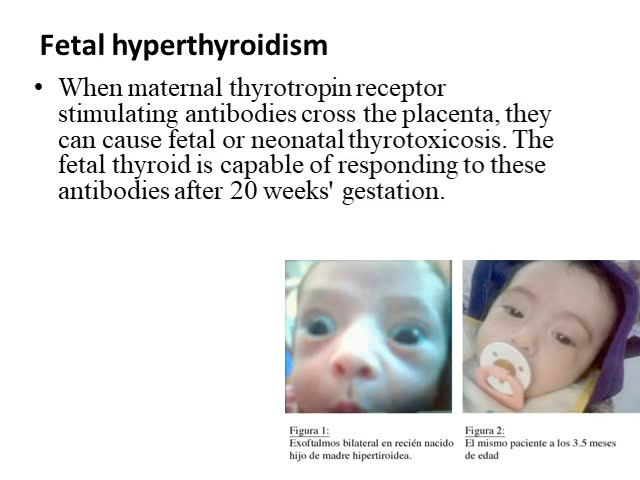 Fetal hyperthyroidism
• When maternal thyrotropin receptor
stimulating antibodies cross the placenta, they
can cause fetal or neonatal thyrotoxicosis. The
fetal thyroid is capable of responding to these
antibodies after 20 weeks' gestation.
Figura 1:
Exoftalmos bilateral en recién nacido
hijo de madre hipertiroidea.
Figura 2:
El mismo paciente a los 3.5 meses
de edad